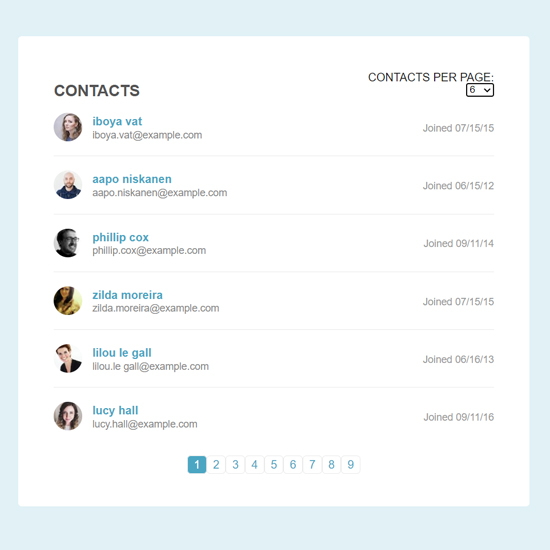 CONTACTS PER PAGE:
6
CONTACTS
iboya vat
iboya.vat@example.com
Joined 07/15/15
aapo niskanen
aapo.niskanen@example.com
Joined 06/15/12
phillip cox
phillip.cox@example.com
Joined 09/11/14
zilda moreira
zilda.moreira@example.com
Joined 07/15/15
lilou le gall
lilou.le gall@example.com
Joined 06/16/13
lucy hall
lucy.hall@example.com
Joined 09/11/16
1 2 3 4 5 6 7 8 9